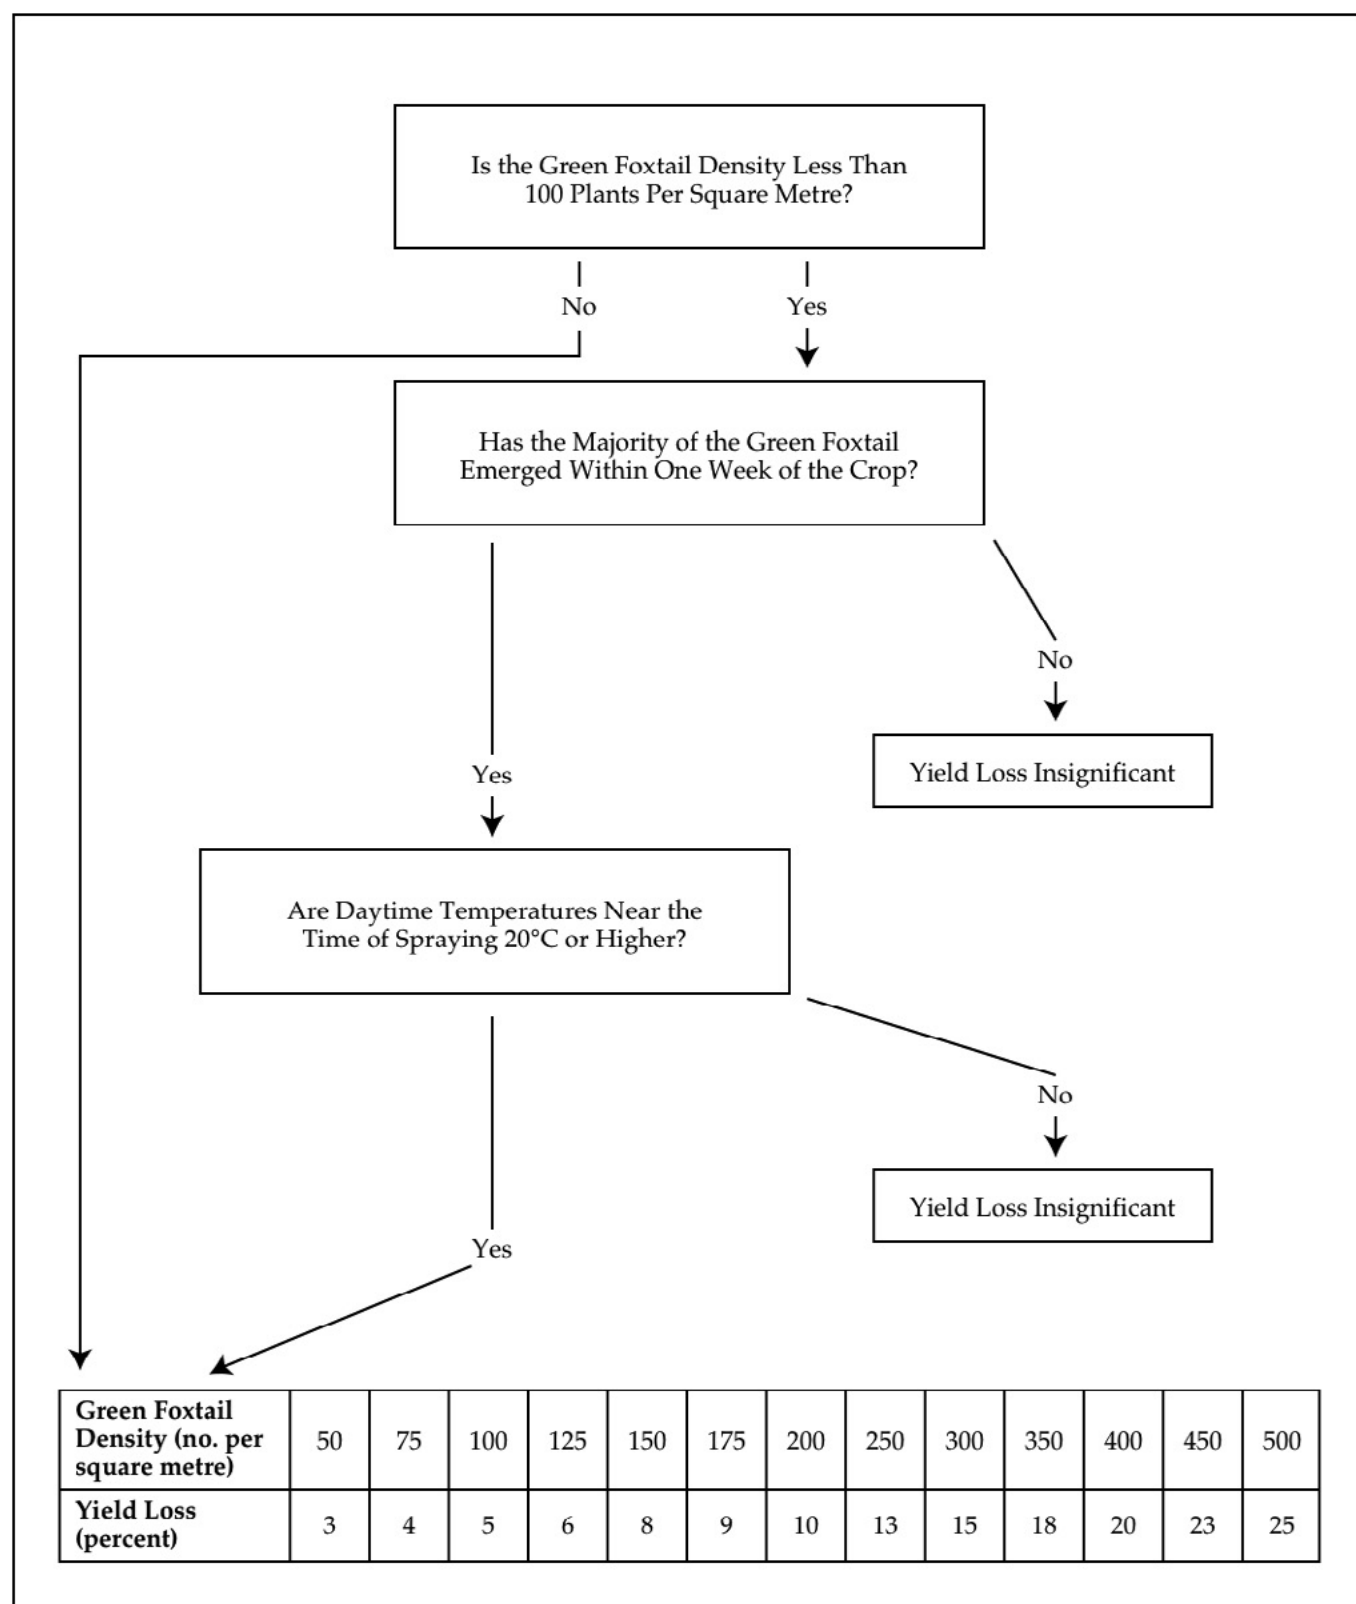 Is the Green Foxtail Density Less Than
100 Plants Per Square Metre?
No
Yes
Has the Majority of the Green Foxtail
Emerged Within One Week of the Crop?
No
Yield Loss Insignificant
Yes
Are Daytime Temperatures Near the
Time of Spraying 20°C or Higher?
No
Yield Loss Insignificant
Yes
Green Foxtail
Density (no. per
square metre)
50 75 100 125 150 175 200 250 300 350 400 450 500
Yield Loss
(percent)
3 4 5 6 8 9 10 13 15 18 20 23 25